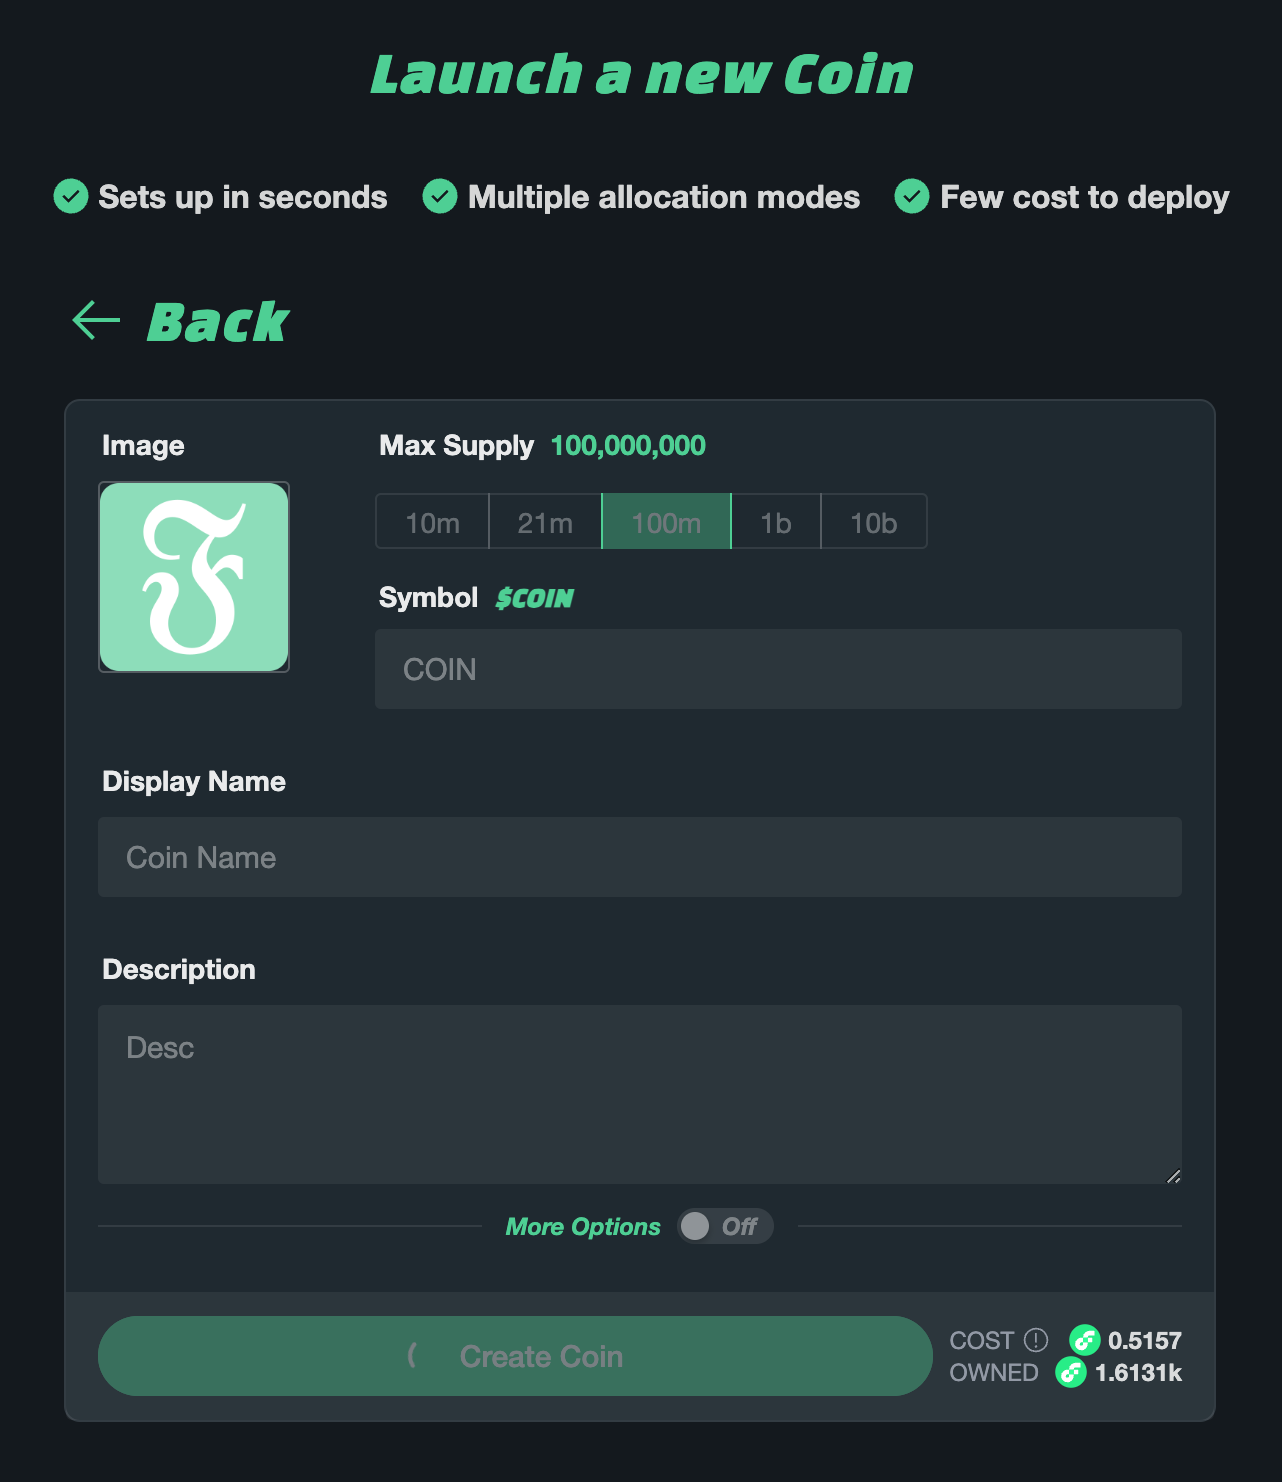 Launch a new Coin
Sets up in seconds Multiple allocation modes Few cost to deploy
Back
Image Max Supply 100,000,000
10m 21m 100m 1b 10b
Symbol $COIN
COIN
Display Name
Coin Name
Description
Desc
More Options Off
Create Coin
COST 0.5157
OWNED 1.6131k